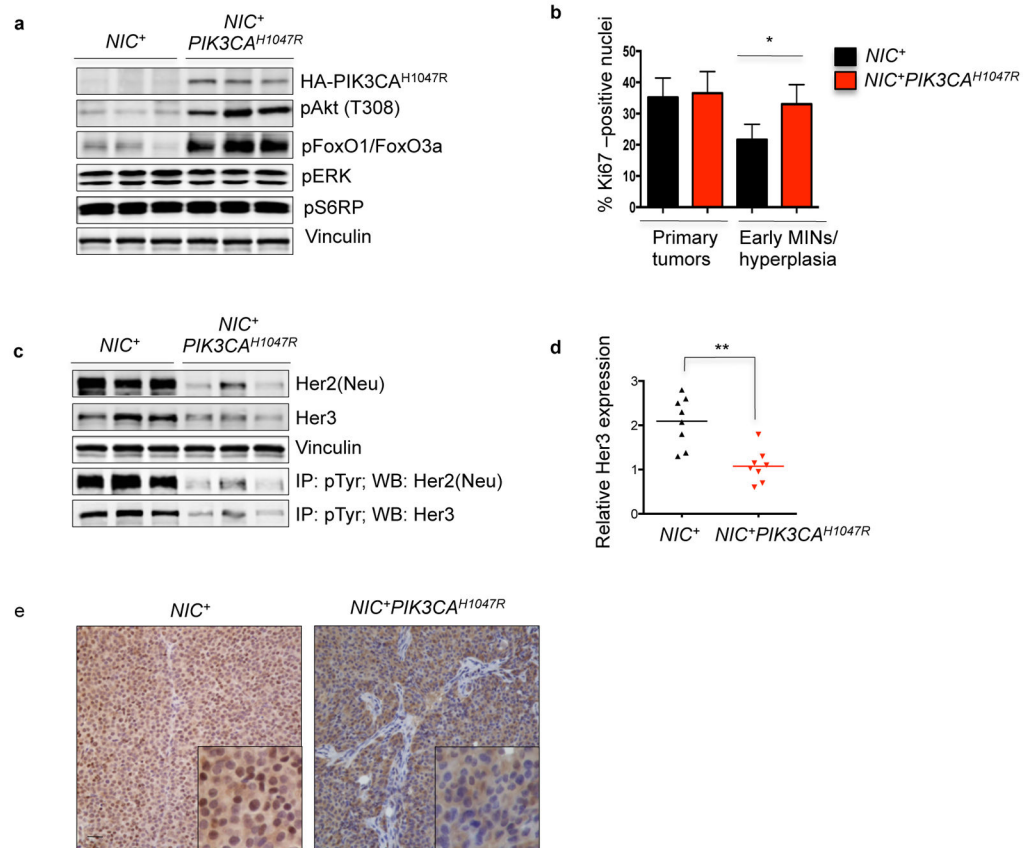 a
NIC+
NIC+
PIK3CAH1047R
HA-PIK3CAH1047R
pAkt (T308)
pFoxO1/FoxO3a
pERK
pS6RP
Vinculin
b
% Ki67 –positive nuclei
50
40
30
20
10
0
*
NIC+
NIC+PIK3CAH1047R
Primary
tumors
Early MINs/
hyperplasia
c
NIC+
NIC+
PIK3CAH1047R
Her2(Neu)
Her3
Vinculin
IP: pTyr; WB: Her2(Neu)
IP: pTyr; WB: Her3
d
**
Relative Her3 expression
3
2
1
0
NIC+
NIC+PIK3CAH1047R
e
NIC+
NIC+PIK3CAH1047R